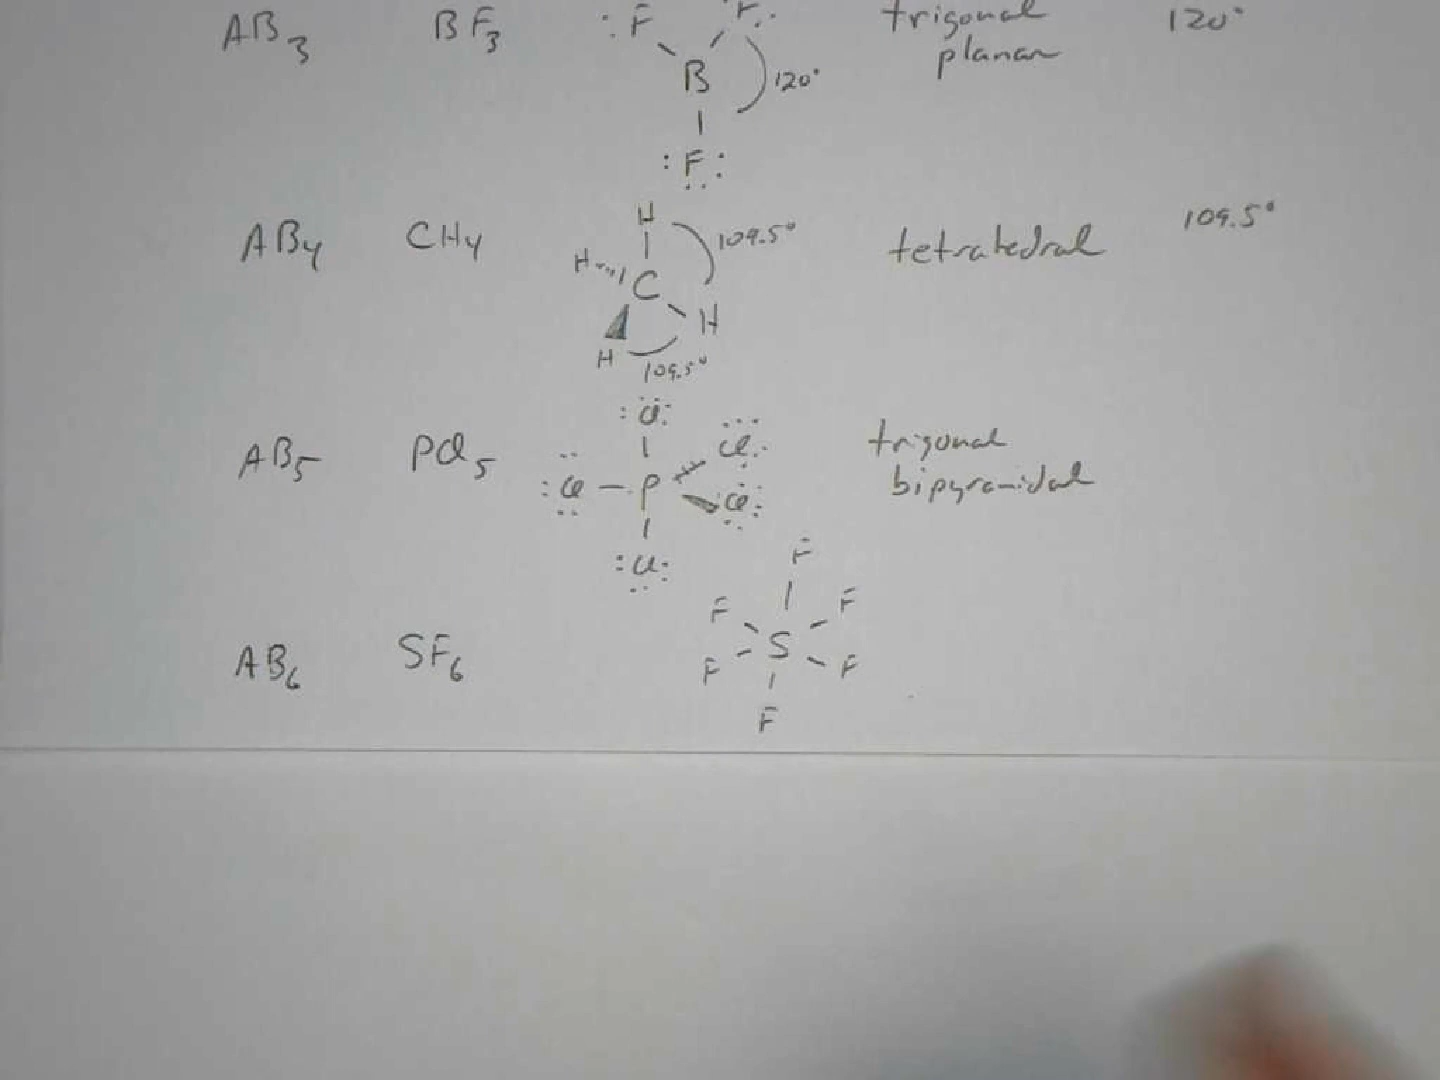 AB3 BF3 :F F: trigonal 120°
planar
B 120°
:F:
H
AB4 CH4 109.5° tetrahedral 109.5°
H C
H
H 109.5°
:Cl:
AB5 PCl5 Cl: trigonal
:Cl - P Cl: bipyramidal
:Cl:
F
F F
AB6 SF6 S
F F
F